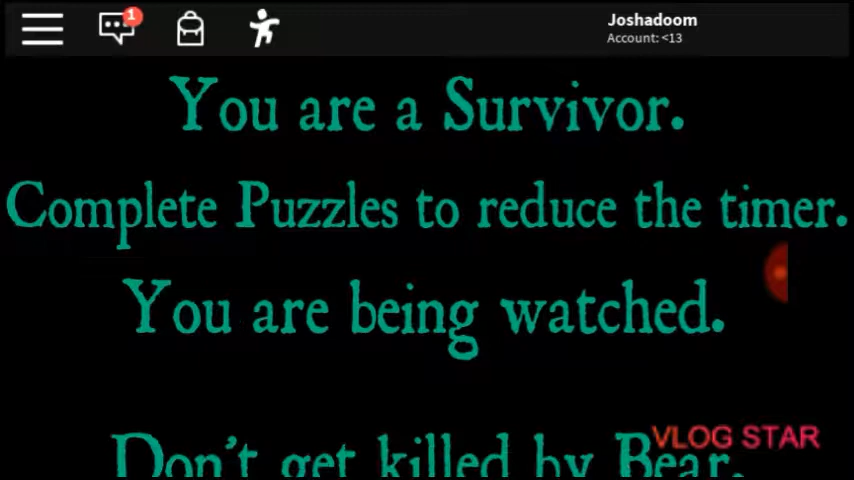 1
Joshadoom
Account: <13
You are a Survivor.
Complete Puzzles to reduce the timer.
You are being watched.
Don't get killed by Bear.
VLOG STAR